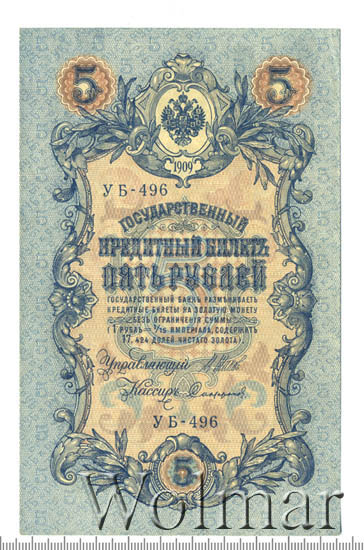 5 5
1909
УБ-496
ГОСУДАРСТВЕННЫЙ
КРЕДИТНЫЙ БИЛЕТЪ
ПЯТЬ РУБЛЕЙ
ГОСУДАРСТВЕННЫЙ БАНКЪ РАЗМѢНИВАЕТЪ
КРЕДИТНЫЕ БИЛЕТЫ НА ЗОЛОТУЮ МОНЕТУ
БЕЗЪ ОГРАНИЧЕНІЯ СУММЫ
(1 РУБЛЬ = 1/15 ИМПЕРІАЛА, СОДЕРЖИТЪ
17,424 ДОЛЕЙ ЧИСТАГО ЗОЛОТА).
Управляющій
Кассиръ
УБ-496
5
Wolmar